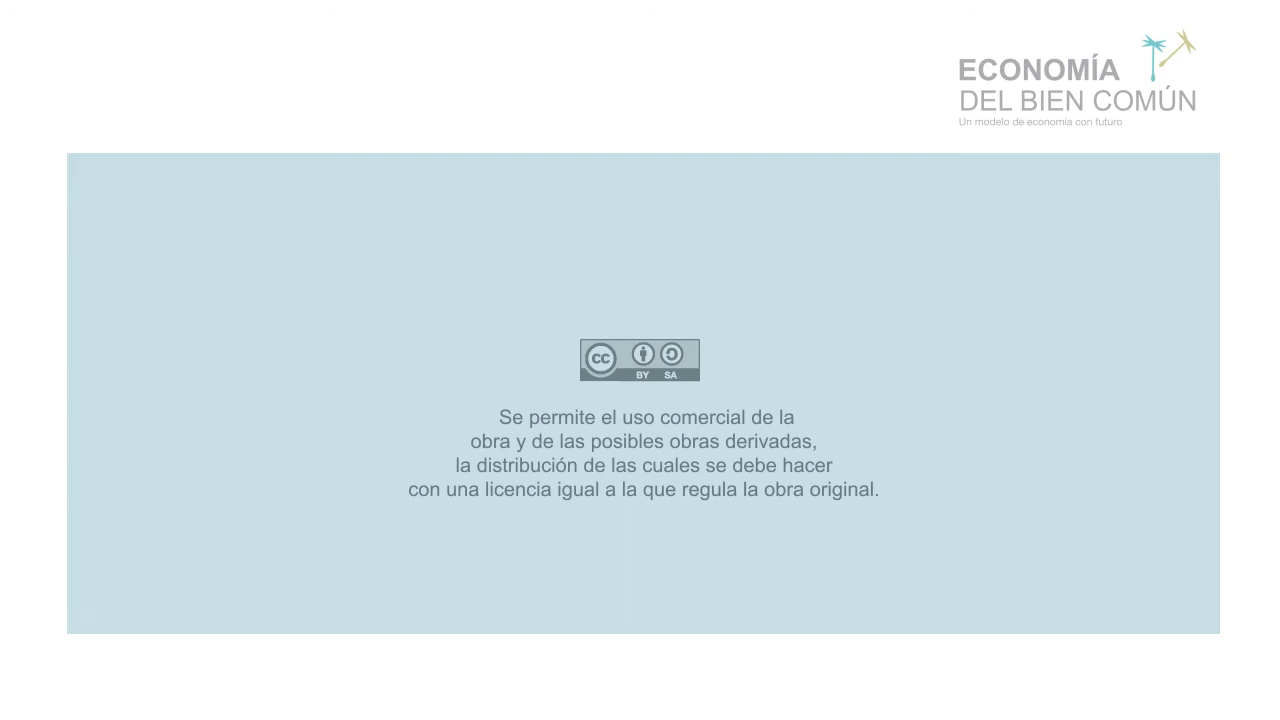 ECONOMÍA
DEL BIEN COMÚN
Un modelo de economía con futuro
cc
BY SA
Se permite el uso comercial de la
obra y de las posibles obras derivadas,
la distribución de las cuales se debe hacer
con una licencia igual a la que regula la obra original.